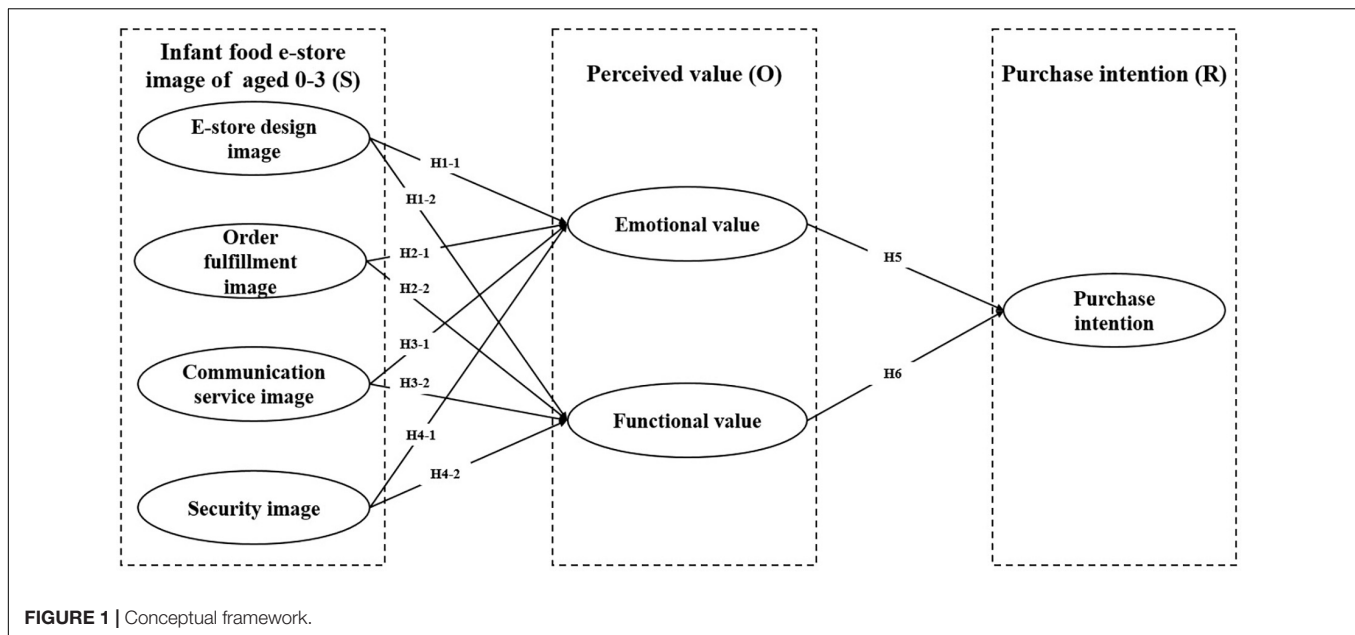 Infant food e-store
image of aged 0-3 (S)
E-store design
image
Order
fulfillment
image
Communication
service image
Security image
H1-1
H1-2
H2-1
H2-2
H3-1
H3-2
H4-1
H4-2
Perceived value (O)
Emotional value
Functional value
H5
H6
Purchase intention (R)
Purchase
intention
FIGURE 1 | Conceptual framework.